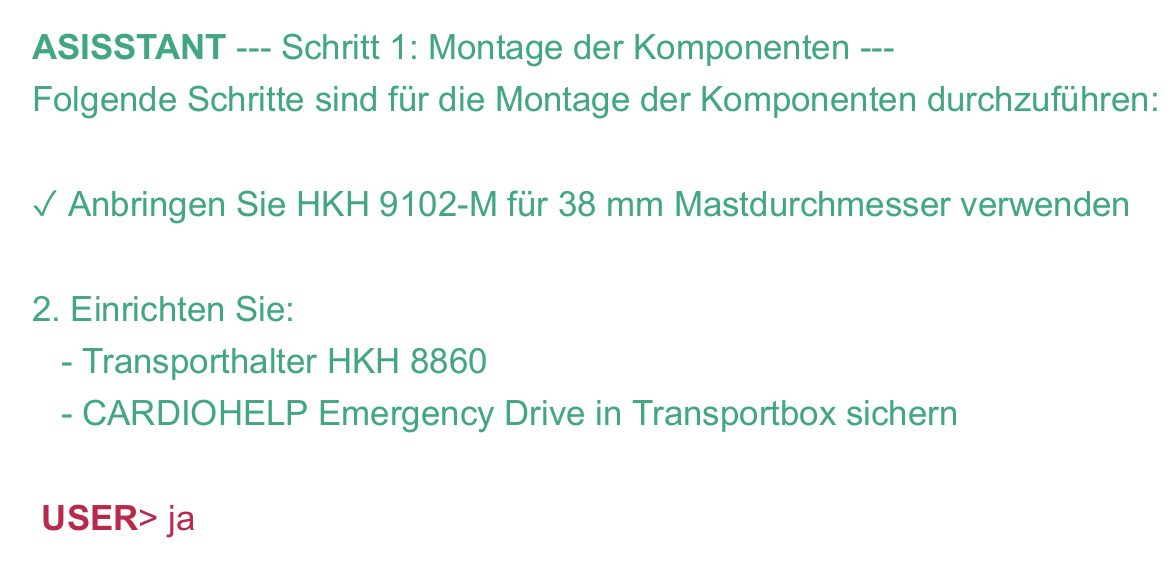 ASISSTANT --- Schritt 1: Montage der Komponenten ---
Folgende Schritte sind für die Montage der Komponenten durchzuführen:
✓ Anbringen Sie HKH 9102-M für 38 mm Mastdurchmesser verwenden
2. Einrichten Sie:
- Transporthalter HKH 8860
- CARDIOHELP Emergency Drive in Transportbox sichern
USER> ja